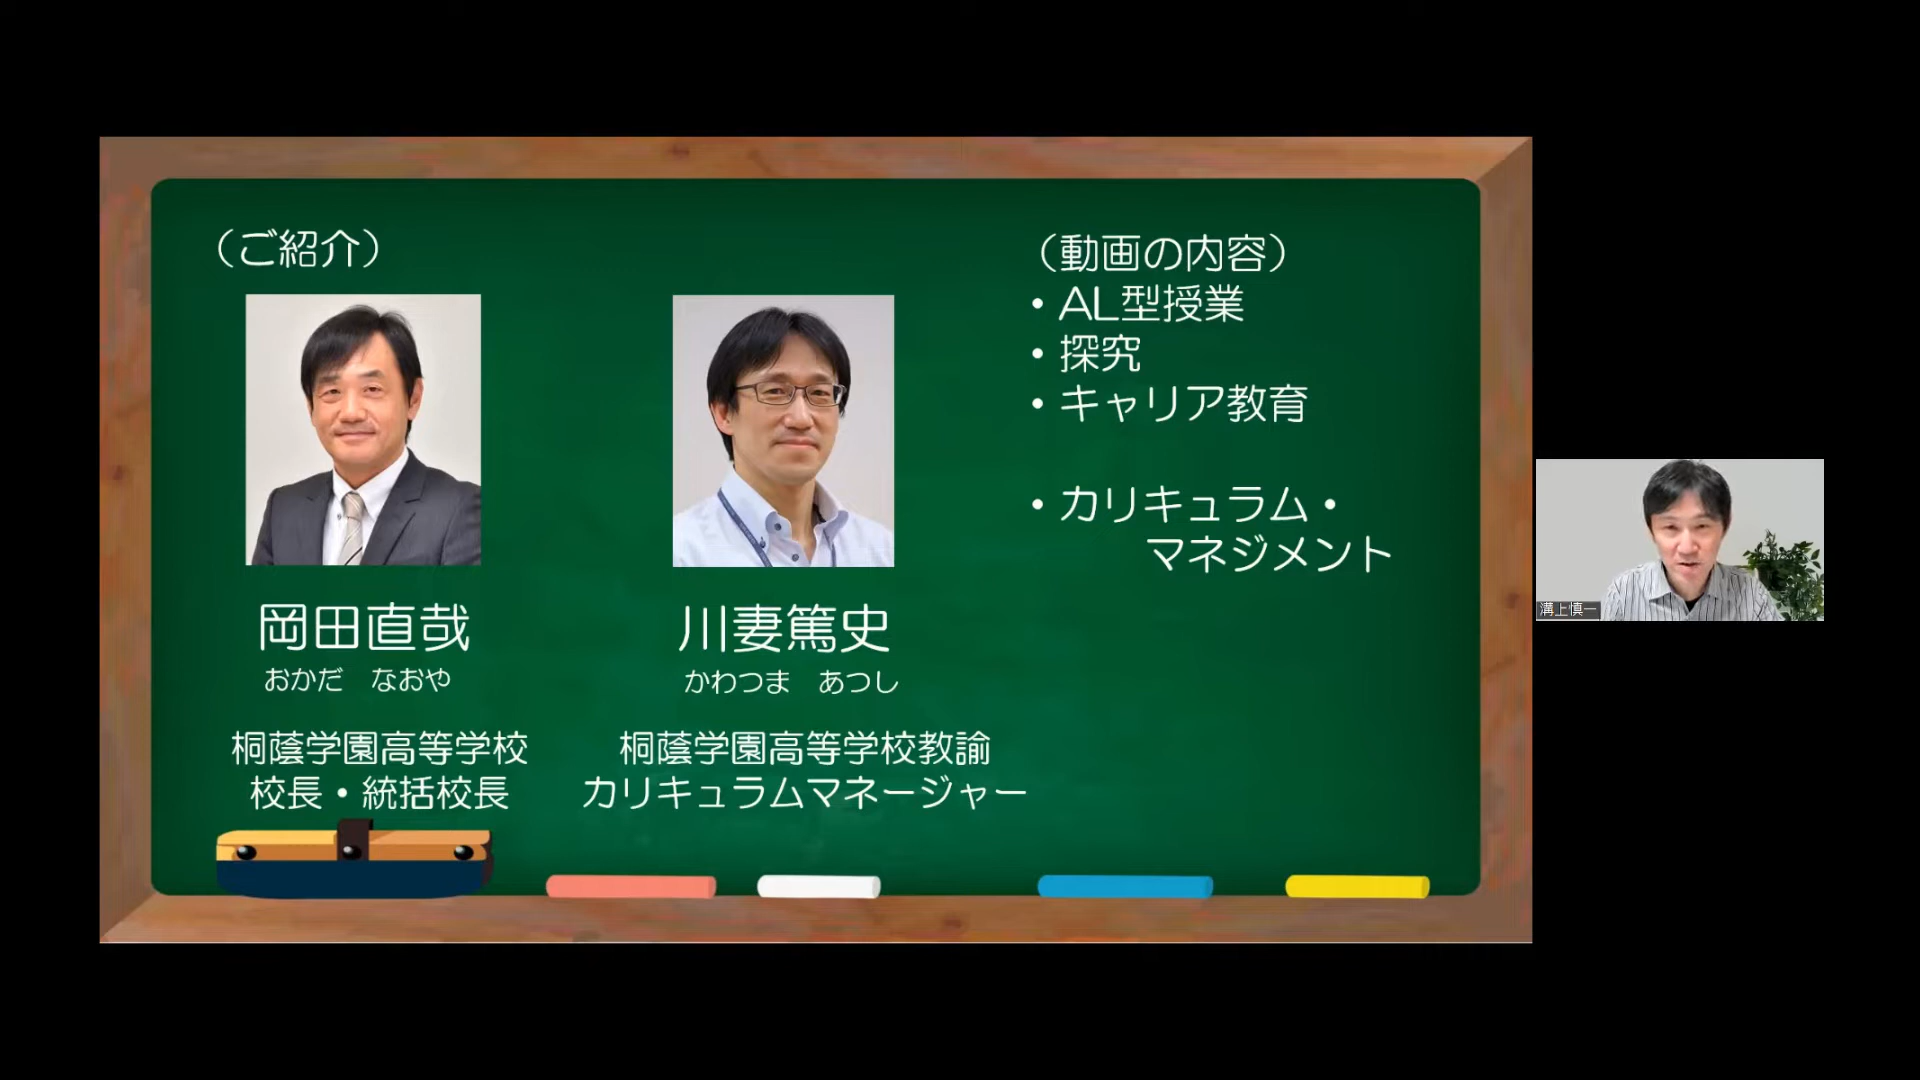 （ご紹介）
岡田直哉
おかだ　なおや
桐蔭学園高等学校
校長・統括校長
川妻篤史
かわつま　あつし
桐蔭学園高等学校教諭
カリキュラムマネージャー
（動画の内容）
・AL型授業
・探究
・キャリア教育
・カリキュラム・
マネジメント
溝上慎一